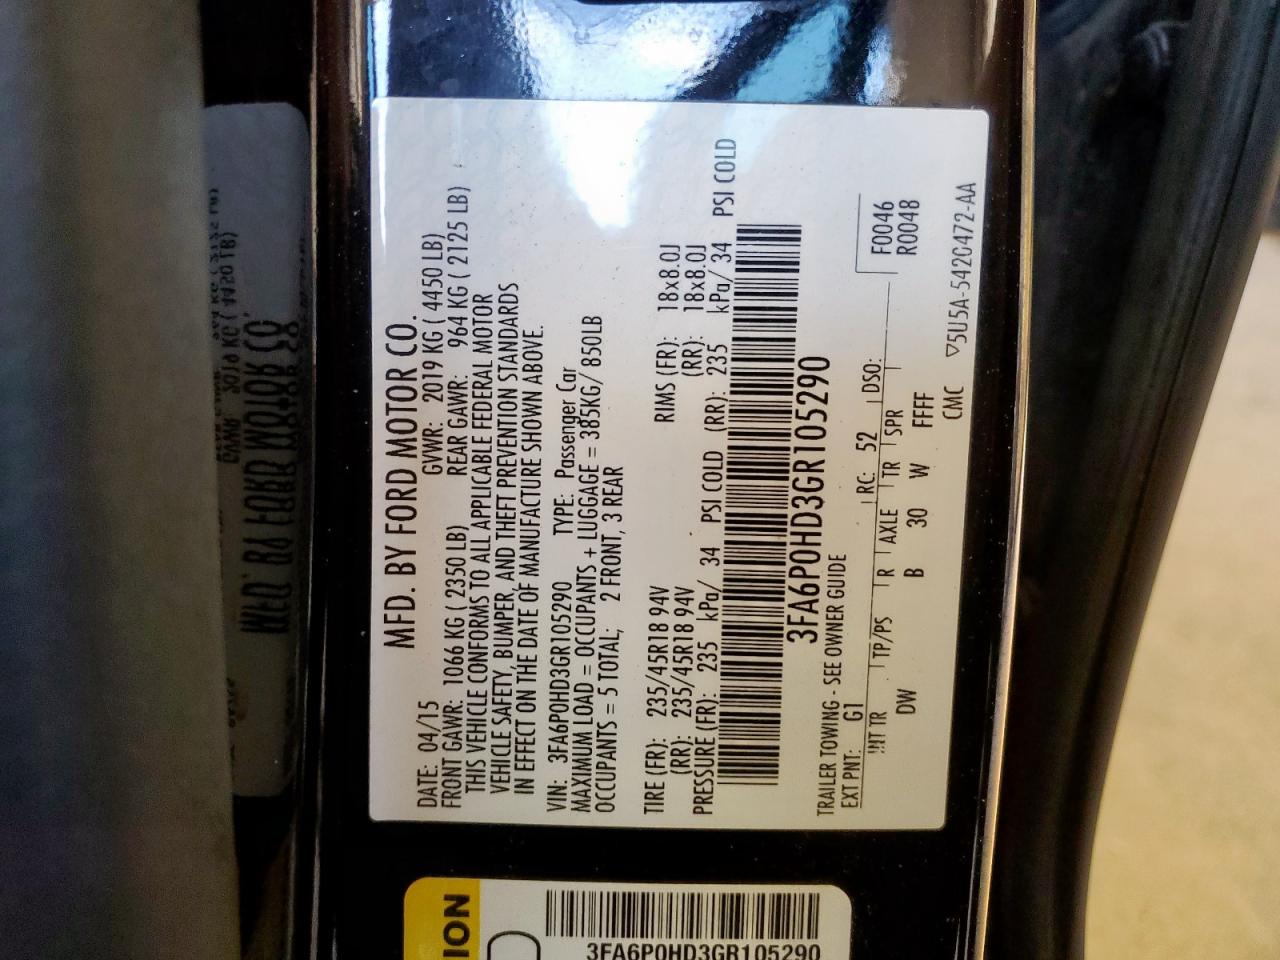 MFD. BY FORD MOTOR CO.
DATE: 04/15 GVWR: 2019 KG ( 4450 LB)
FRONT GAWR: 1066 KG ( 2350 LB) REAR GAWR: 964 KG ( 2125 LB)
THIS VEHICLE CONFORMS TO ALL APPLICABLE FEDERAL MOTOR
VEHICLE SAFETY, BUMPER, AND THEFT PREVENTION STANDARDS
IN EFFECT ON THE DATE OF MANUFACTURE SHOWN ABOVE.
VIN: 3FA6P0HD3GR105290 TYPE: Passenger Car
MAXIMUM LOAD = OCCUPANTS + LUGGAGE = 385KG/ 850LB
OCCUPANTS = 5 TOTAL, 2 FRONT, 3 REAR
TIRE (FR): 235/45R18 94V RIMS (FR): 18x8.0J
(RR): 235/45R18 94V (RR): 18x8.0J
PRESSURE (FR): 235 kPa/ 34 PSI COLD (RR): 235 kPa/ 34 PSI COLD
3FA6P0HD3GR105290
TRAILER TOWING - SEE OWNER GUIDE
EXT PNT: G1 RC: 52 DSO: F0046
INT TR TP/PS R AXLE TR SPR R0048
DW B 30 W FFFF
CMC ▽5U5A-5420472-AA
ION
3FA6P0HD3GR105290